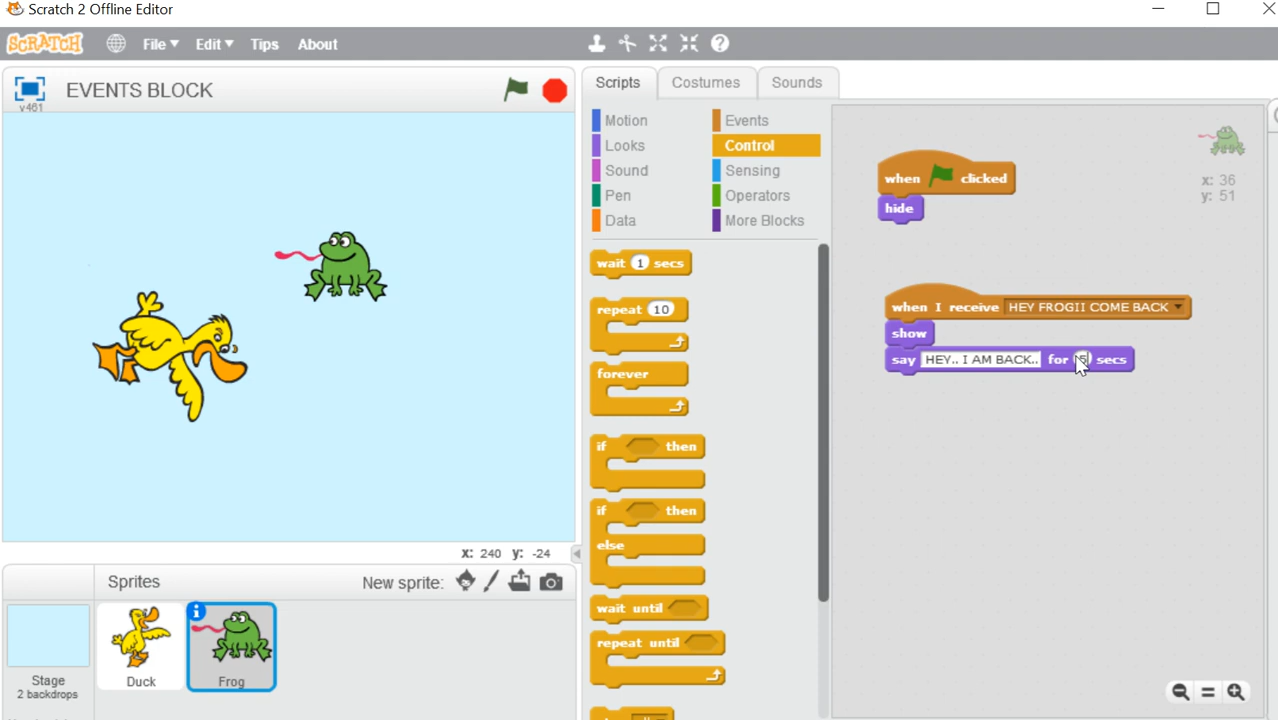 Scratch 2 Offline Editor
SCRATCH File Edit Tips About
v461 EVENTS BLOCK
Scripts Costumes Sounds
Motion Events
Looks Control
Sound Sensing
Pen Operators
Data More Blocks
wait 1 secs
repeat 10
forever
if then
if then
else
wait until
repeat until
when clicked
hide
x: 36
y: 51
when I receive HEY FROGII COME BACK
show
say HEY.. I AM BACK.. for 5 secs
x: 240 y: -24
Sprites New sprite:
Stage
2 backdrops
Duck
Frog